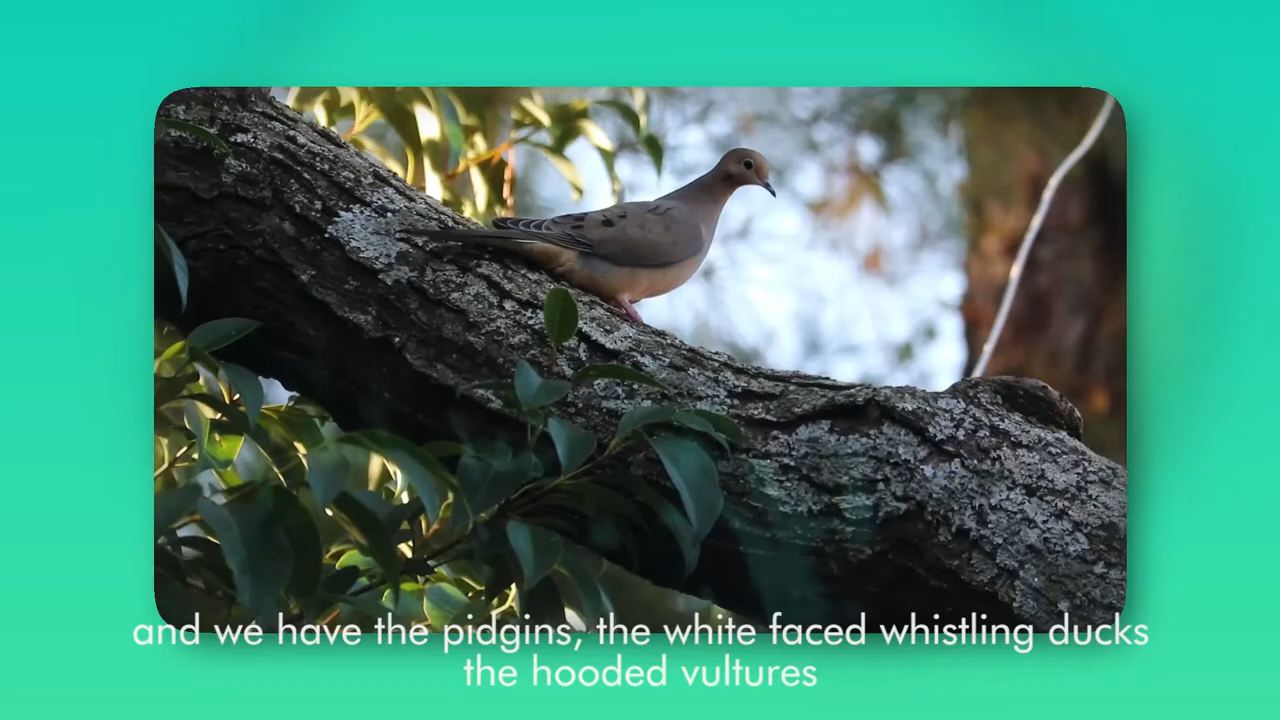 and we have the pidgins, the white faced whistling ducks
the hooded vultures